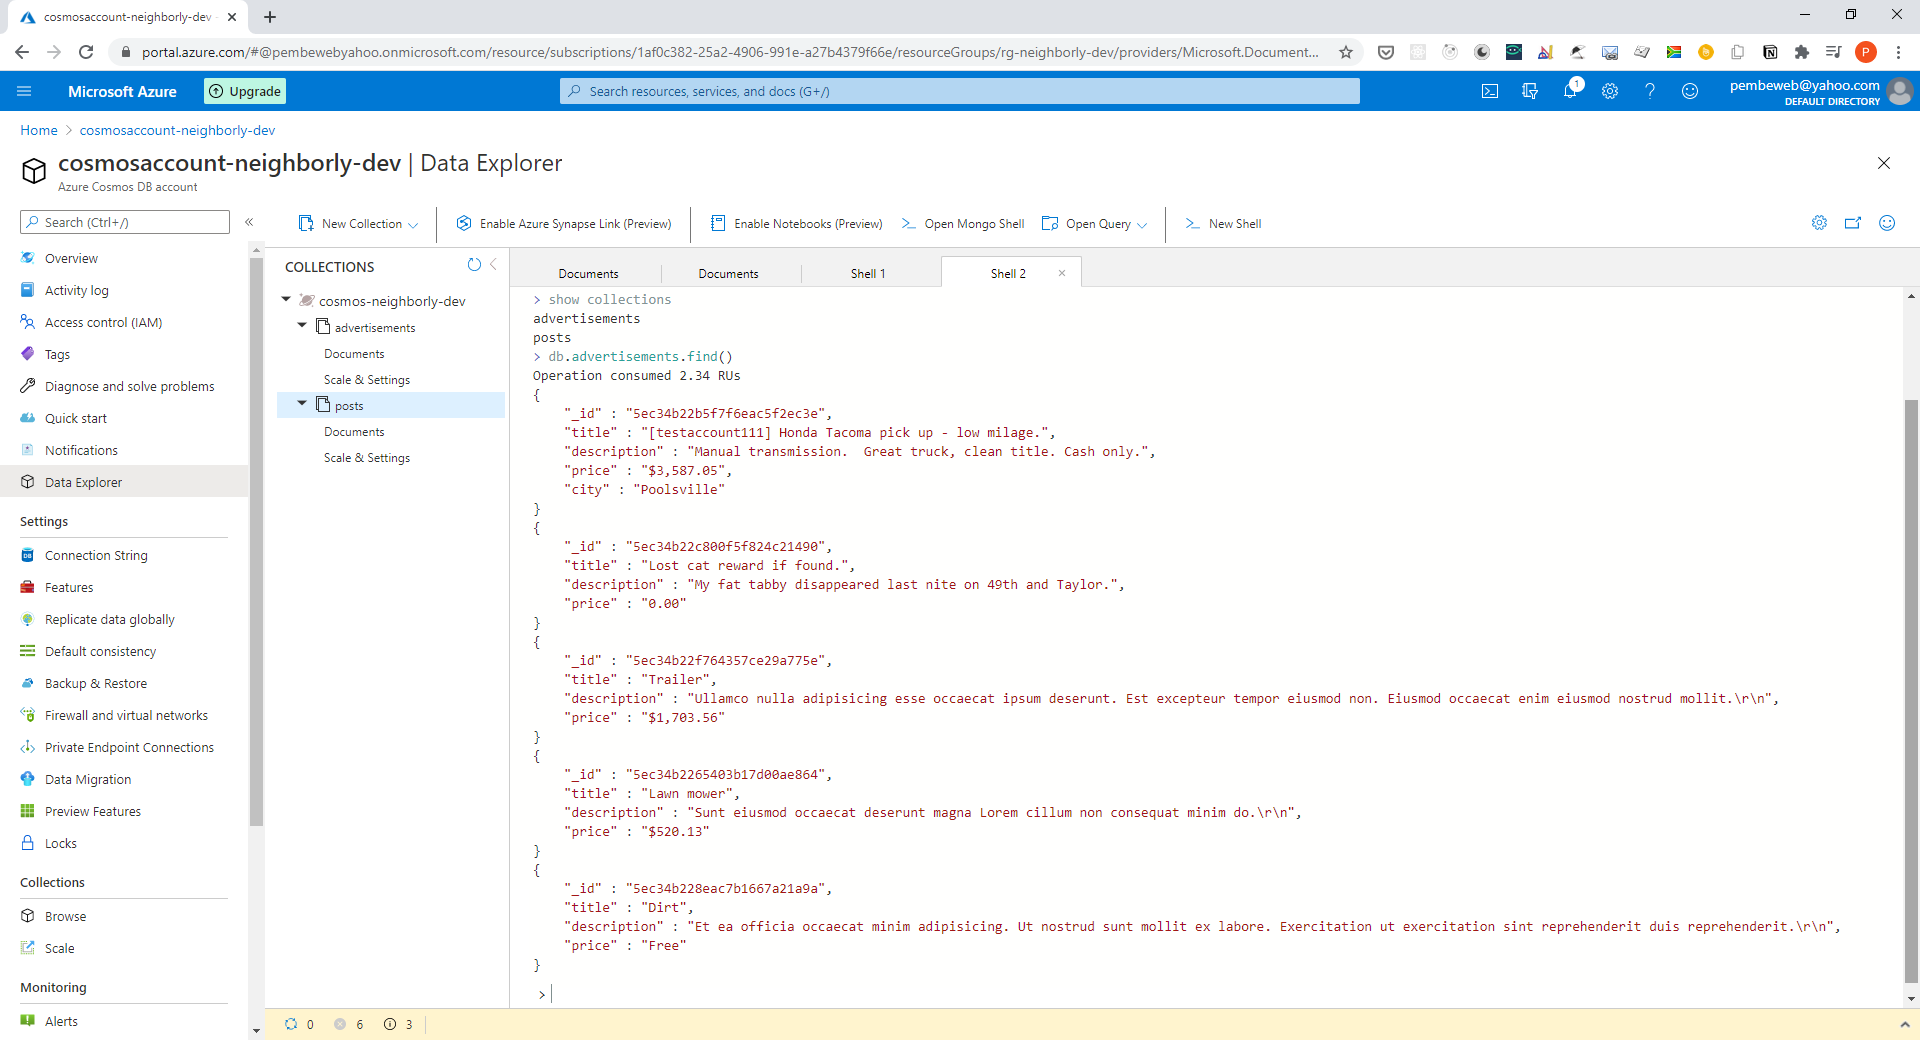 cosmosaccount-neighborly-dev -
portal.azure.com/#@pembewebyahoo.onmicrosoft.com/resource/subscriptions/1af0c382-25a2-4906-991e-a27b4379f66e/resourceGroups/rg-neighborly-dev/providers/Microsoft.Document...
P
Microsoft Azure
Upgrade
Search resources, services, and docs (G+/)
1
pembeweb@yahoo.com
DEFAULT DIRECTORY
Home > cosmosaccount-neighborly-dev
cosmosaccount-neighborly-dev | Data Explorer
Azure Cosmos DB account
Search (Ctrl+/)
New Collection
Enable Azure Synapse Link (Preview)
Enable Notebooks (Preview)
Open Mongo Shell
Open Query
New Shell
Overview
Activity log
Access control (IAM)
Tags
Diagnose and solve problems
Quick start
Notifications
Data Explorer
Settings
Connection String
Features
Replicate data globally
Default consistency
Backup & Restore
Firewall and virtual networks
Private Endpoint Connections
Data Migration
Preview Features
Locks
Collections
Browse
Scale
Monitoring
Alerts
COLLECTIONS
cosmos-neighborly-dev
advertisements
Documents
Scale & Settings
posts
Documents
Scale & Settings
Documents
Documents
Shell 1
Shell 2
> show collections
advertisements
posts
> db.advertisements.find()
Operation consumed 2.34 RUs
{
"_id" : "5ec34b22b5f7f6eac5f2ec3e",
"title" : "[testaccount111] Honda Tacoma pick up - low milage.",
"description" : "Manual transmission.  Great truck, clean title. Cash only.",
"price" : "$3,587.05",
"city" : "Poolsville"
}
{
"_id" : "5ec34b22c800f5f824c21490",
"title" : "Lost cat reward if found.",
"description" : "My fat tabby disappeared last nite on 49th and Taylor.",
"price" : "0.00"
}
{
"_id" : "5ec34b22f764357ce29a775e",
"title" : "Trailer",
"description" : "Ullamco nulla adipisicing esse occaecat ipsum deserunt. Est excepteur tempor eiusmod non. Eiusmod occaecat enim eiusmod nostrud mollit.\r\n",
"price" : "$1,703.56"
}
{
"_id" : "5ec34b2265403b17d00ae864",
"title" : "Lawn mower",
"description" : "Sunt eiusmod occaecat deserunt magna Lorem cillum non consequat minim do.\r\n",
"price" : "$520.13"
}
{
"_id" : "5ec34b228eac7b1667a21a9a",
"title" : "Dirt",
"description" : "Et ea officia occaecat minim adipisicing. Ut nostrud sunt mollit ex labore. Exercitation ut exercitation sint reprehenderit duis reprehenderit.\r\n",
"price" : "Free"
}
>
0 6 3